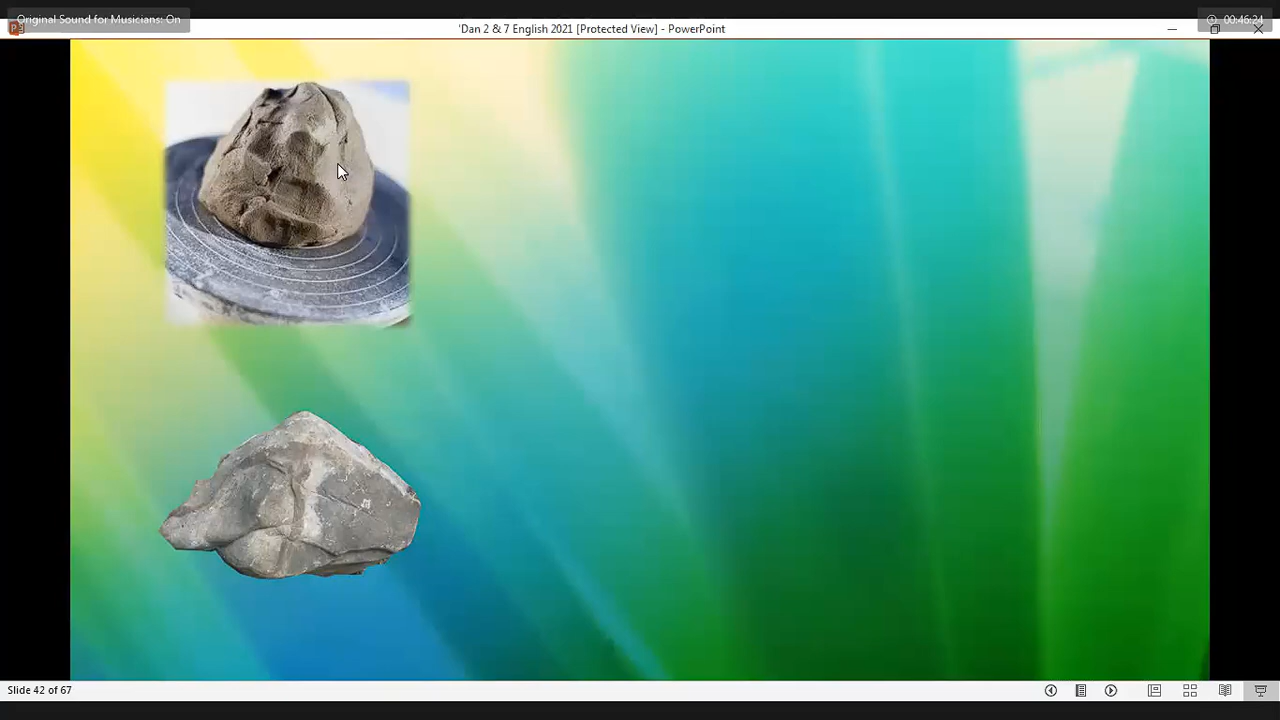 Original Sound for Musicians: On
00:46:24
'Dan 2 & 7 English 2021 [Protected View] - PowerPoint
Slide 42 of 67